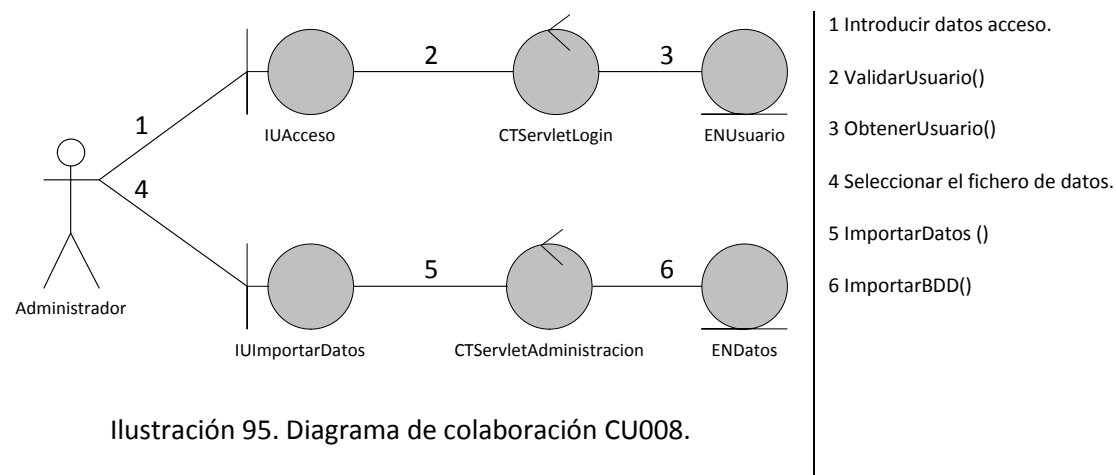 1 Introducir datos acceso.
2 ValidarUsuario()
3 ObtenerUsuario()
4 Seleccionar el fichero de datos.
5 ImportarDatos ()
6 ImportarBDD()
2
3
1
IUAcceso
CTServletLogin
ENUsuario
4
Administrador
5
6
IUImportarDatos
CTServletAdministracion
ENDatos
Ilustración 95. Diagrama de colaboración CU008.